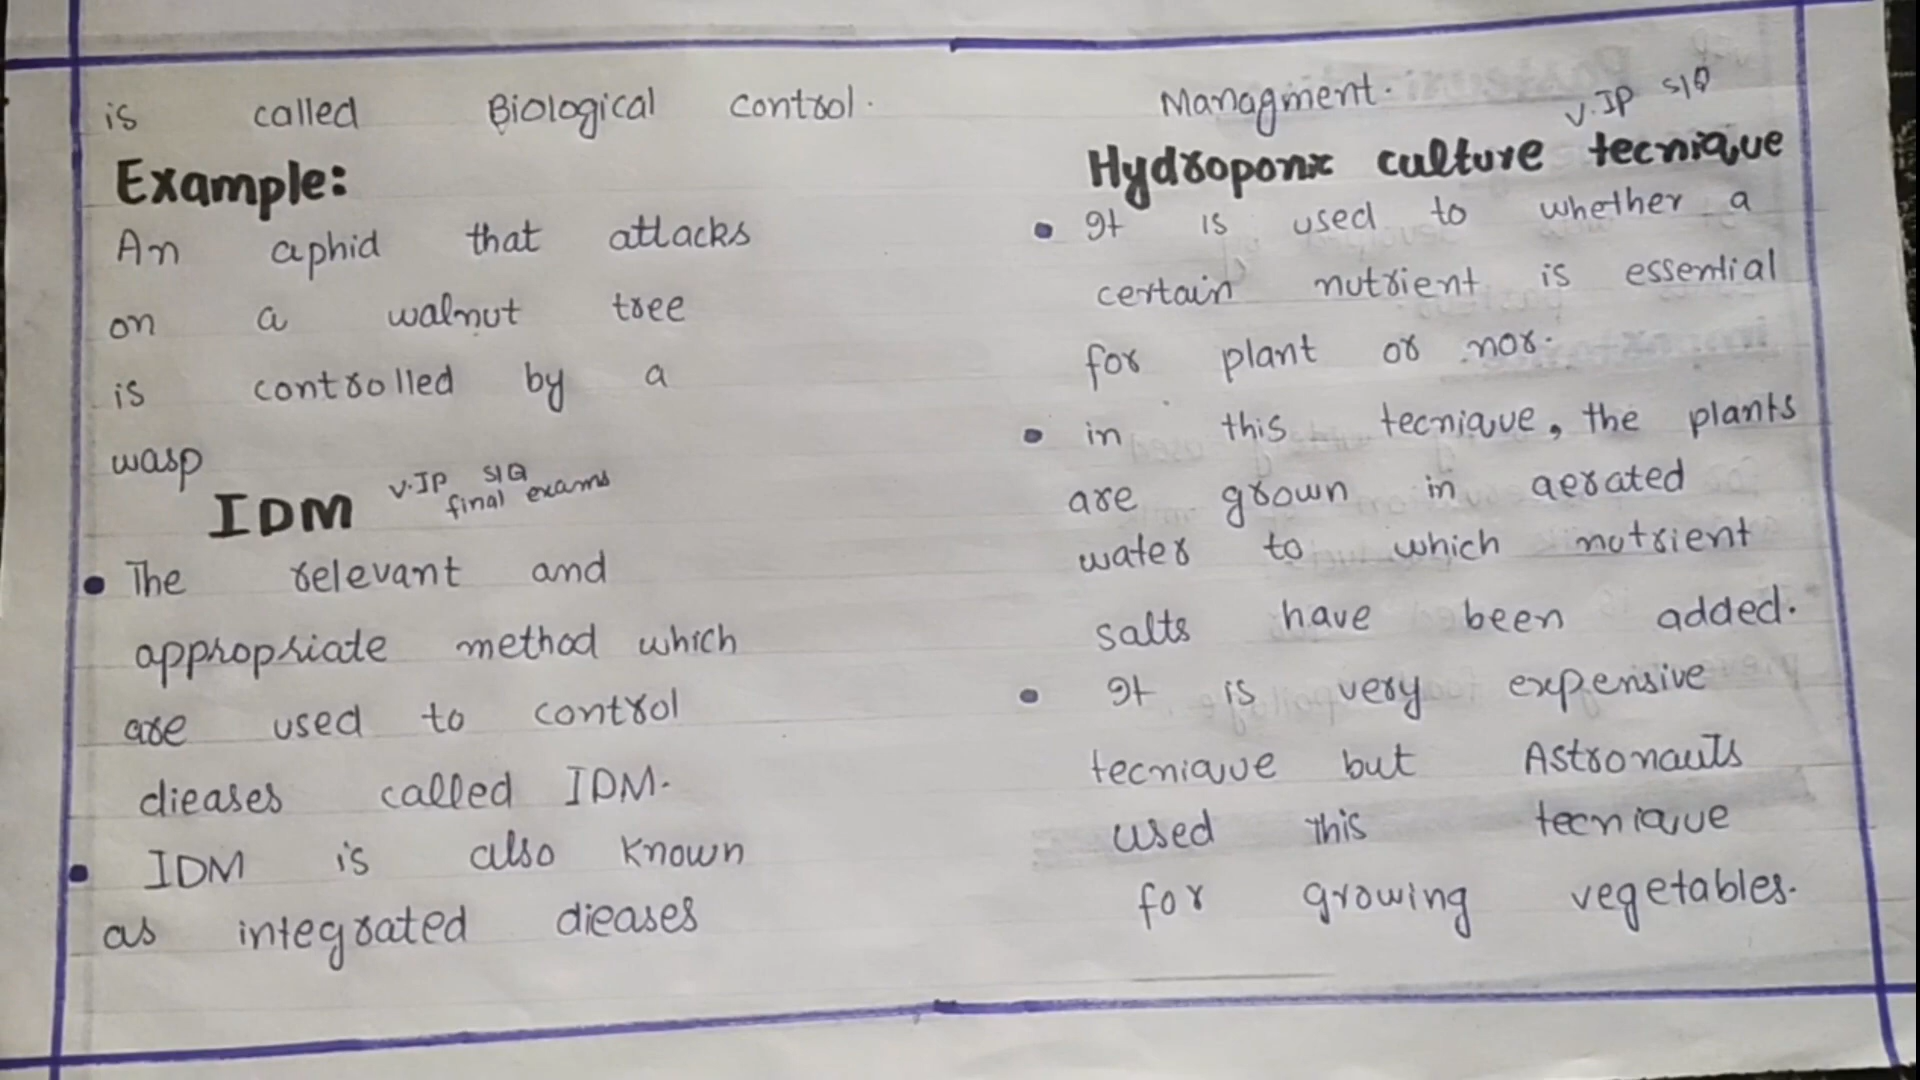 is called Biological control.
Example:
An aphid that attacks
on a walnut tree
is controlled by a
wasp
IDM v.IP S/Q
final exams
• The relevant and
appropriate method which
are used to control
dieases called IDM.
• IDM is also known
as integrated dieases
Managment.
v.IP S/Q
Hydroponx culture tecnique
• It is used to whether a
certain nutrient is essential
for plant or nor.
• in this tecnique, the plants
are grown in aerated
water to which nutrient
salts have been added.
• It is very expensive
tecnique but Astronauts
used this tecnique
for growing vegetables.